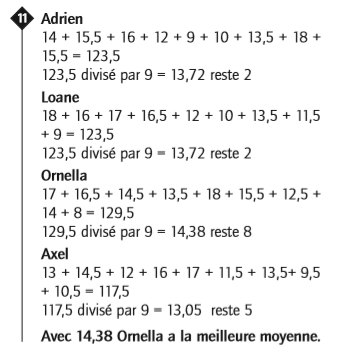 11 Adrien
14 + 15,5 + 16 + 12 + 9 + 10 + 13,5 + 18 +
15,5 = 123,5
123,5 divisé par 9 = 13,72 reste 2
Loane
18 + 16 + 17 + 16,5 + 12 + 10 + 13,5 + 11,5
+ 9 = 123,5
123,5 divisé par 9 = 13,72 reste 2
Ornella
17 + 16,5 + 14,5 + 13,5 + 18 + 15,5 + 12,5 +
14 + 8 = 129,5
129,5 divisé par 9 = 14,38 reste 8
Axel
13 + 14,5 + 12 + 16 + 17 + 11,5 + 13,5+ 9,5
+ 10,5 = 117,5
117,5 divisé par 9 = 13,05 reste 5
Avec 14,38 Ornella a la meilleure moyenne.